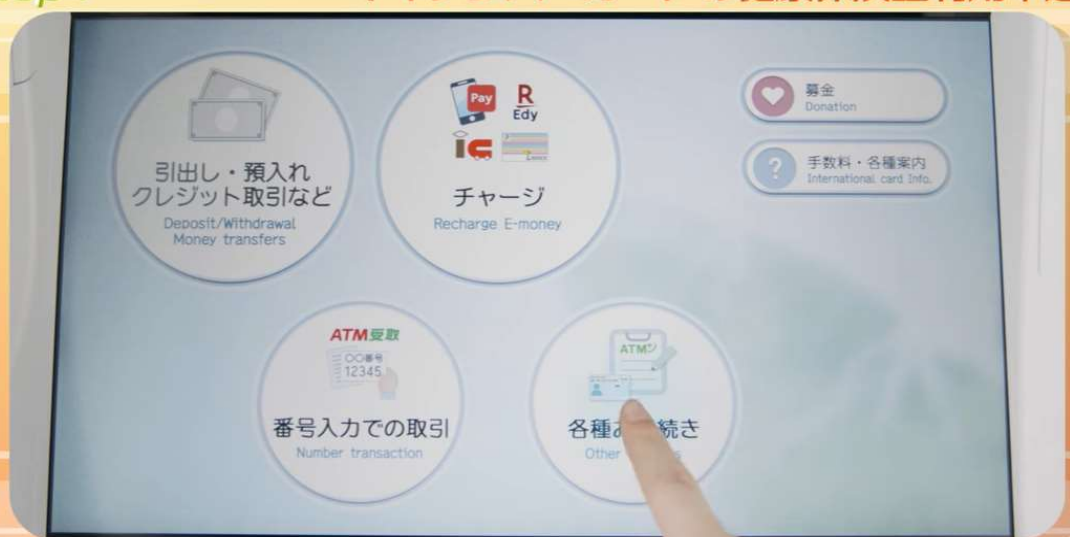 引出し・預入れ
クレジット取引など
Deposit/Withdrawal
Money transfers
Pay
R
Edy
チャージ
Recharge E-money
募金
Donation
?
手数料・各種案内
International card Info.
ATM受取
〇〇番号
12345
番号入力での取引
Number transaction
ATM
各種
続き
Other